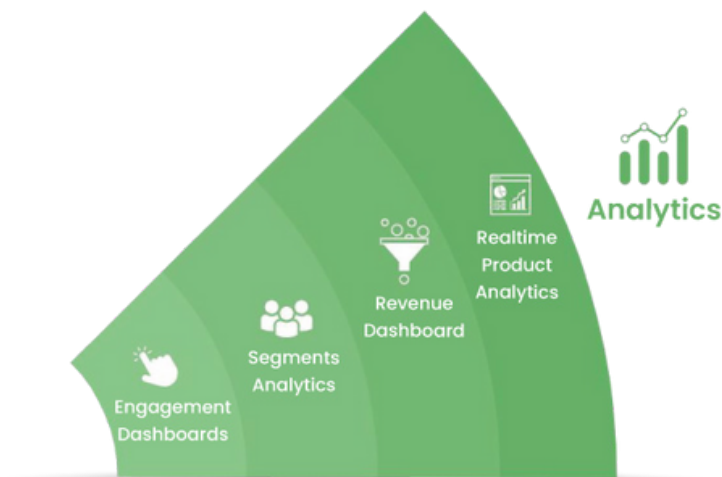 Analytics
Realtime
Product
Analytics
Revenue
Dashboard
Segments
Analytics
Engagement
Dashboards